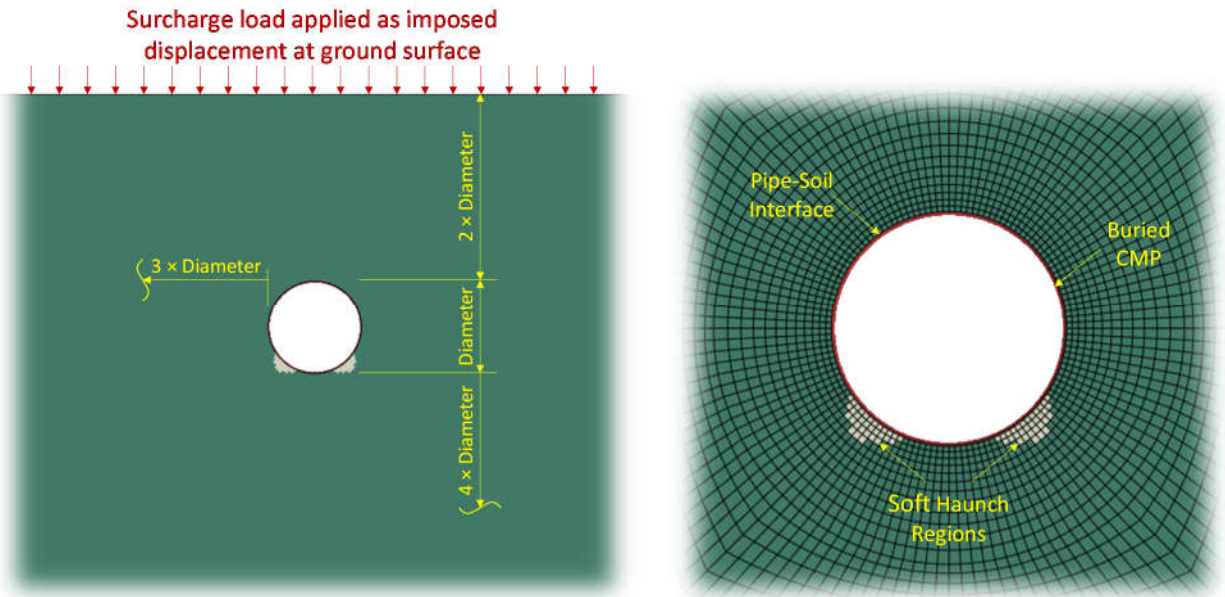 Surcharge load applied as imposed
displacement at ground surface
2 × Diameter
3 × Diameter
Diameter
4 × Diameter
Pipe-Soil
Interface
Buried
CMP
Soft Haunch
Regions